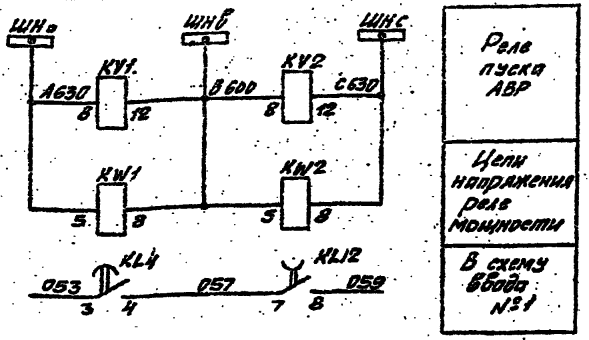 ШНа ШНв ШНс
KV1 KV2
А630 В600 С630
8 12 8 12
KW1 KW2
5 8 5 8
KL4 KL12
053 057 059
3 4 7 8
Реле
пуска
АВР
Цепи
напряжения
реле
мощности
В схему
ввода
№1